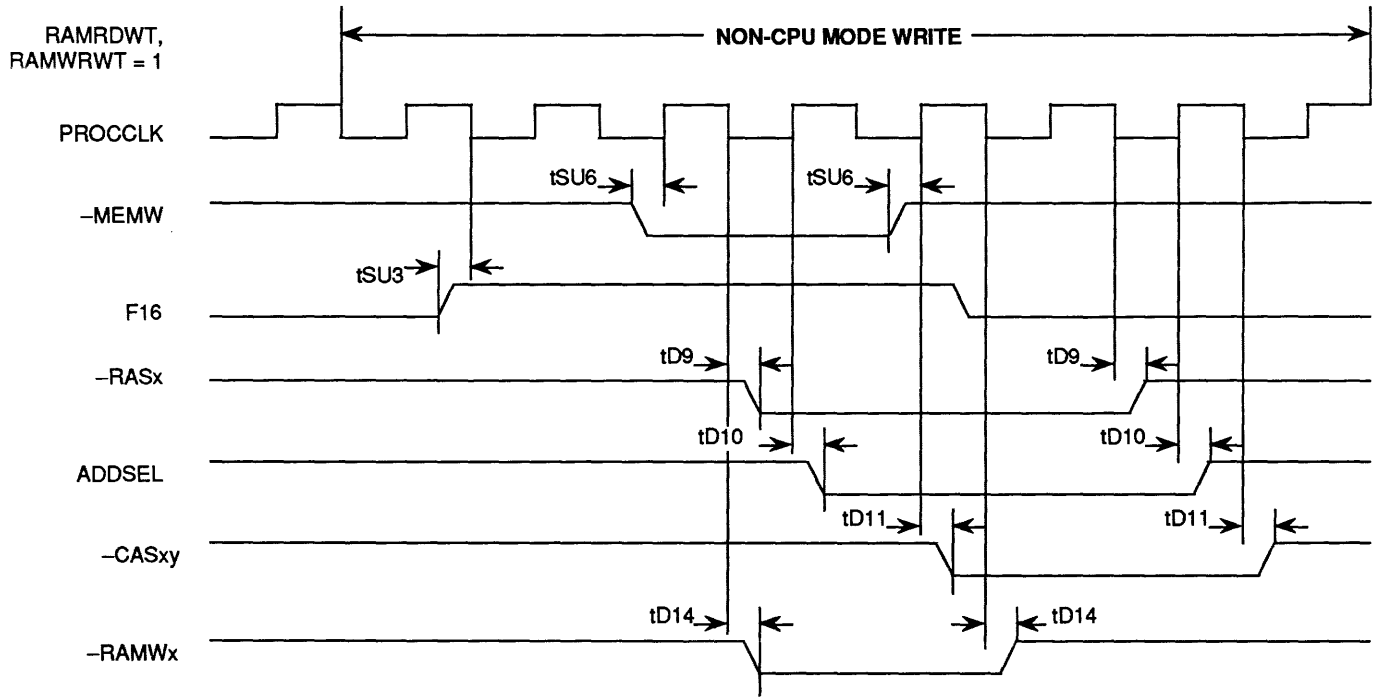 RAMRDWT,
RAMWRWT = 1
NON-CPU MODE WRITE
PROCCLK
tSU6 tSU6
–MEMW
tSU3
F16
tD9 tD9
–RASx
tD10 tD10
ADDSEL
tD11 tD11
–CASxy
tD14 tD14
–RAMWx